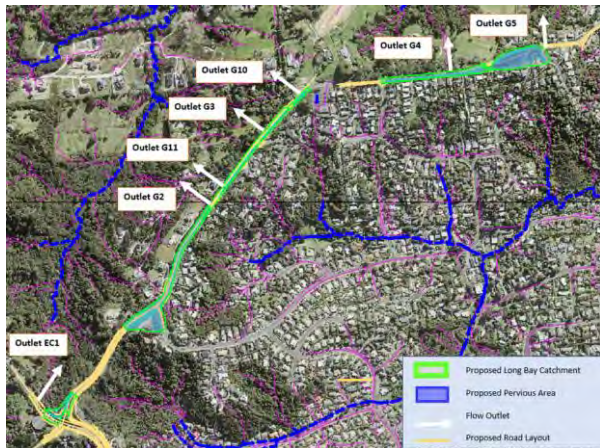 Outlet G5
Outlet G4
Outlet G10
Outlet G3
Outlet G11
Outlet G2
Outlet EC1
Proposed Long Bay Catchment
Proposed Pervious Area
Flow Outlet
Proposed Road Layout